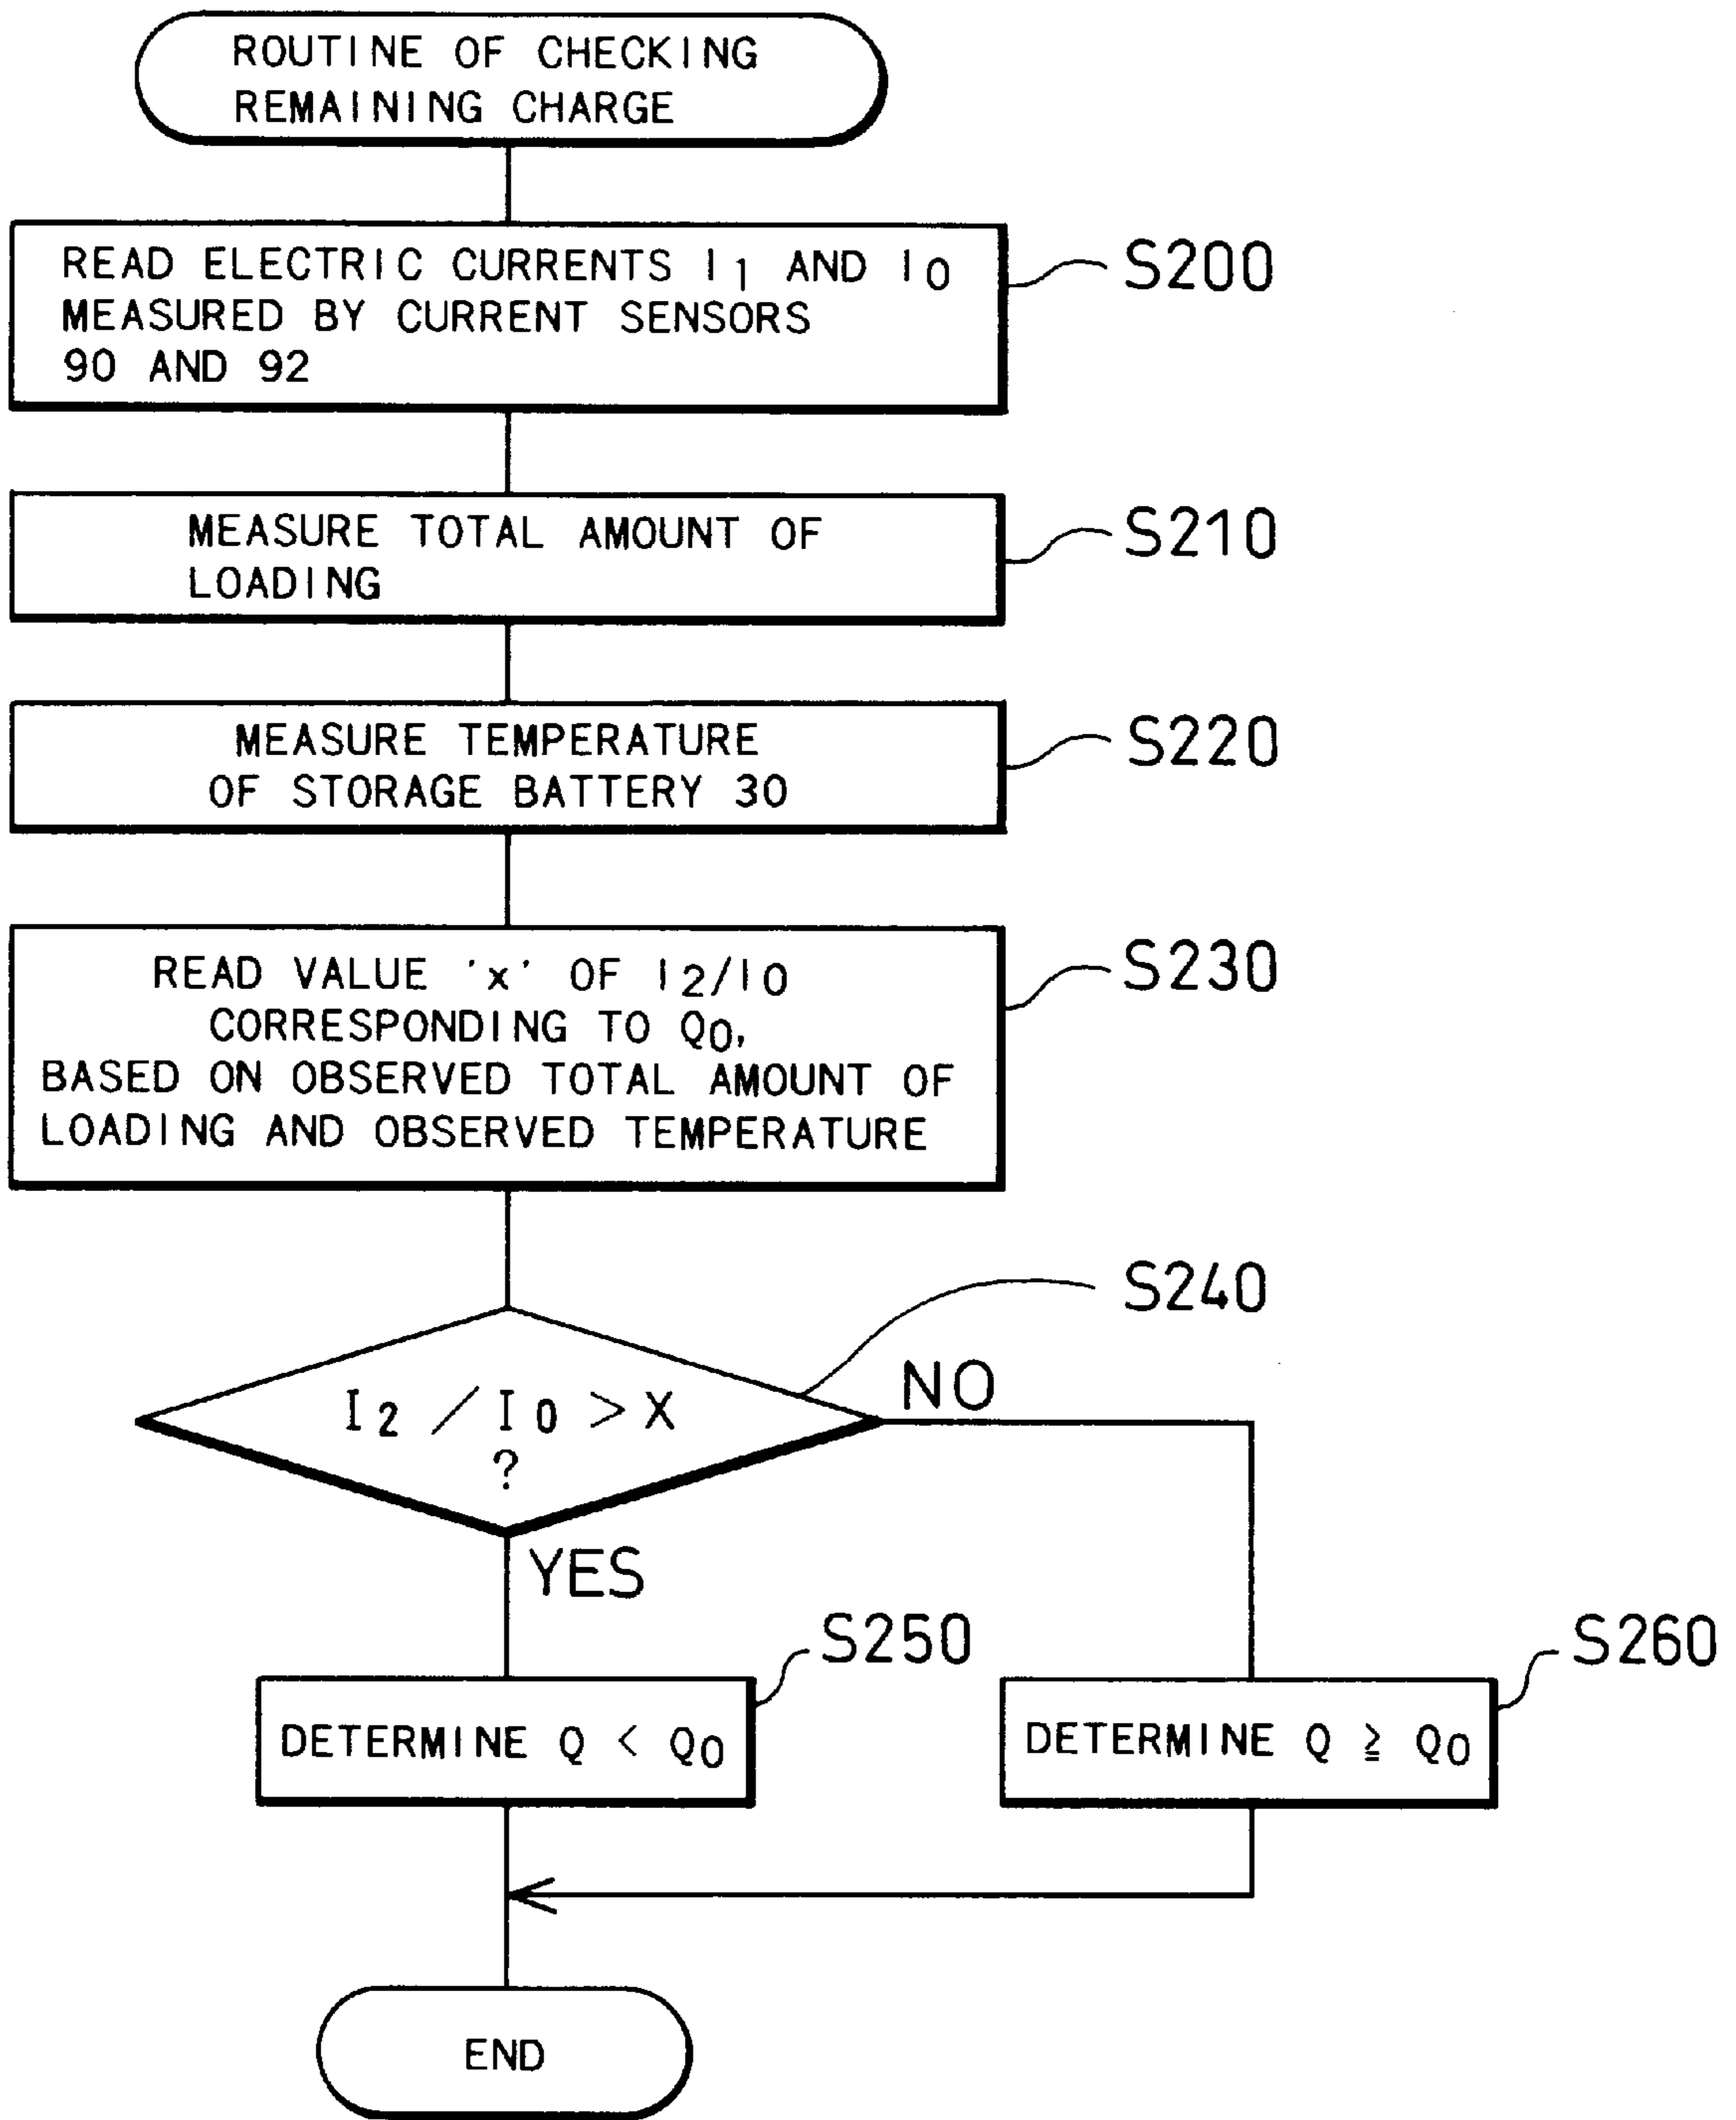 ROUTINE OF CHECKING
REMAINING CHARGE
READ ELECTRIC CURRENTS I1 AND I0
MEASURED BY CURRENT SENSORS
90 AND 92
S200
MEASURE TOTAL AMOUNT OF
LOADING
S210
MEASURE TEMPERATURE
OF STORAGE BATTERY 30
S220
READ VALUE 'x' OF I2/I0
CORRESPONDING TO Q0,
BASED ON OBSERVED TOTAL AMOUNT OF
LOADING AND OBSERVED TEMPERATURE
S230
S240
I2 / I0 > X
?
NO
YES
S250
DETERMINE Q < Q0
S260
DETERMINE Q ≧ Q0
END